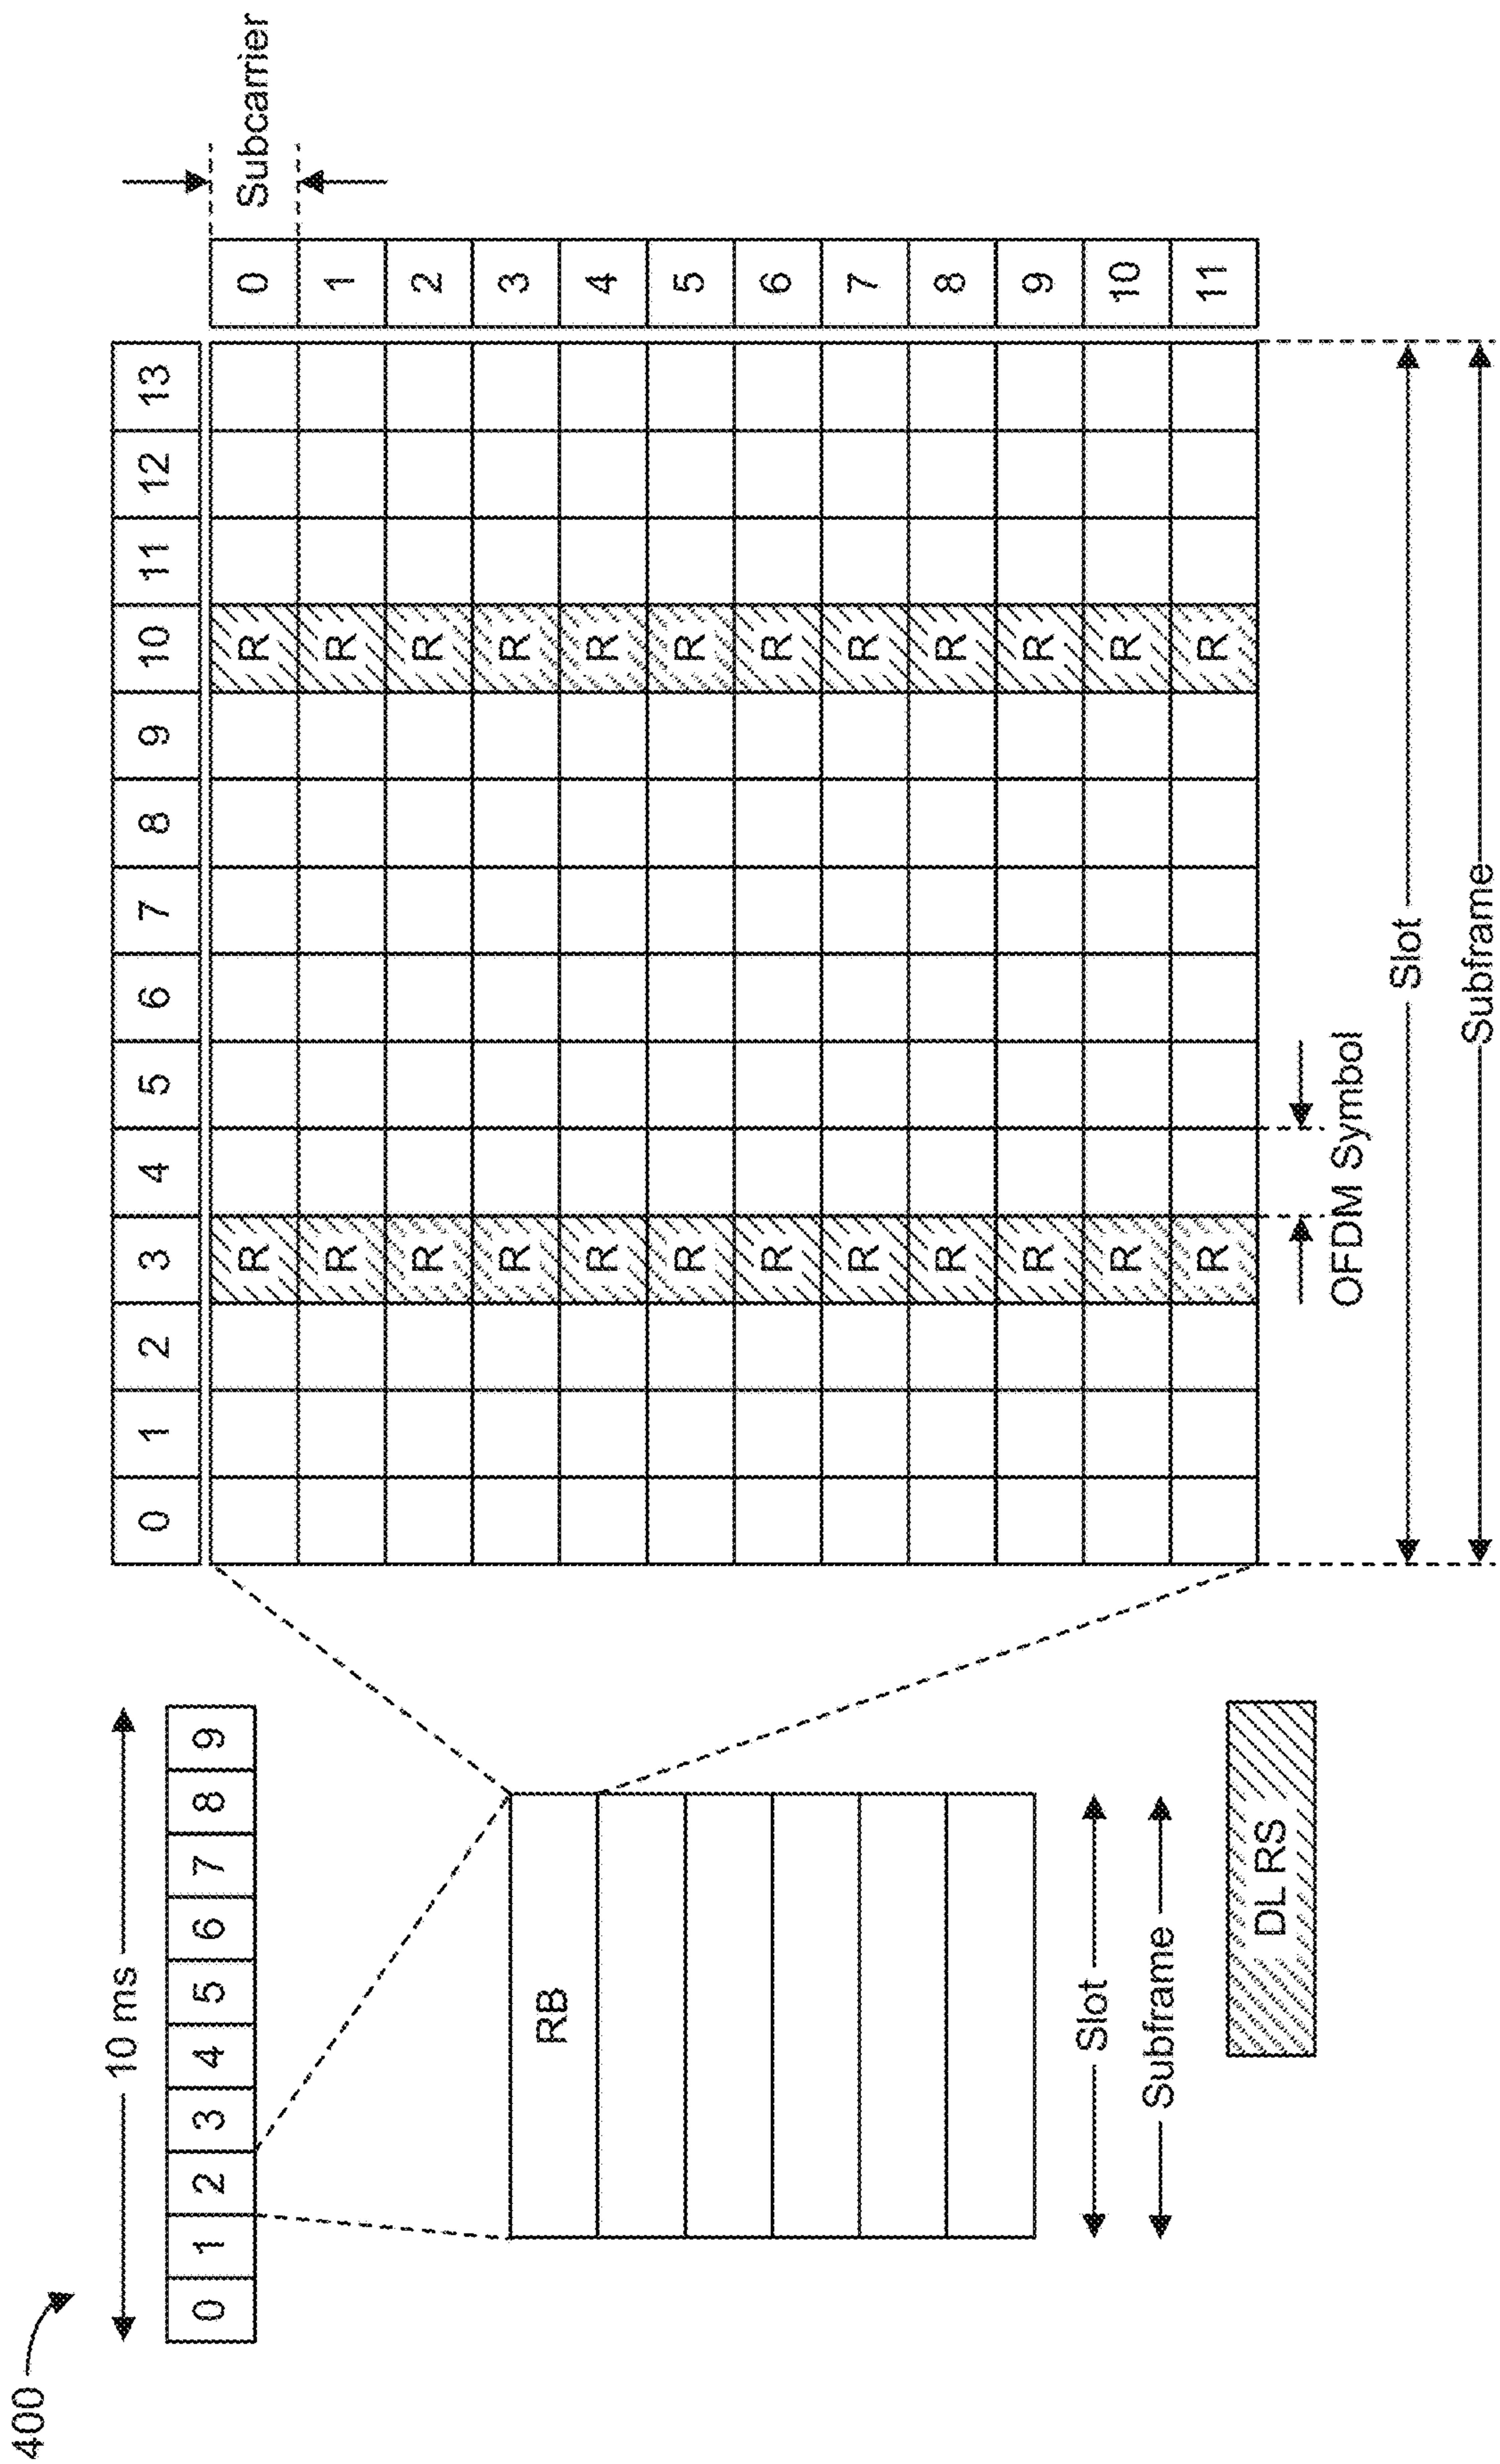 400
10 ms
0 1 2 3 4 5 6 7 8 9
RB
Slot
Subframe
DL RS
0 1 2 3 4 5 6 7 8 9 10 11 12 13
Subcarrier
R R 0
R R 1
R R 2
R R 3
R R 4
R R 5
R R 6
R R 7
R R 8
R R 9
R R 10
R R 11
OFDM Symbol
Slot
Subframe